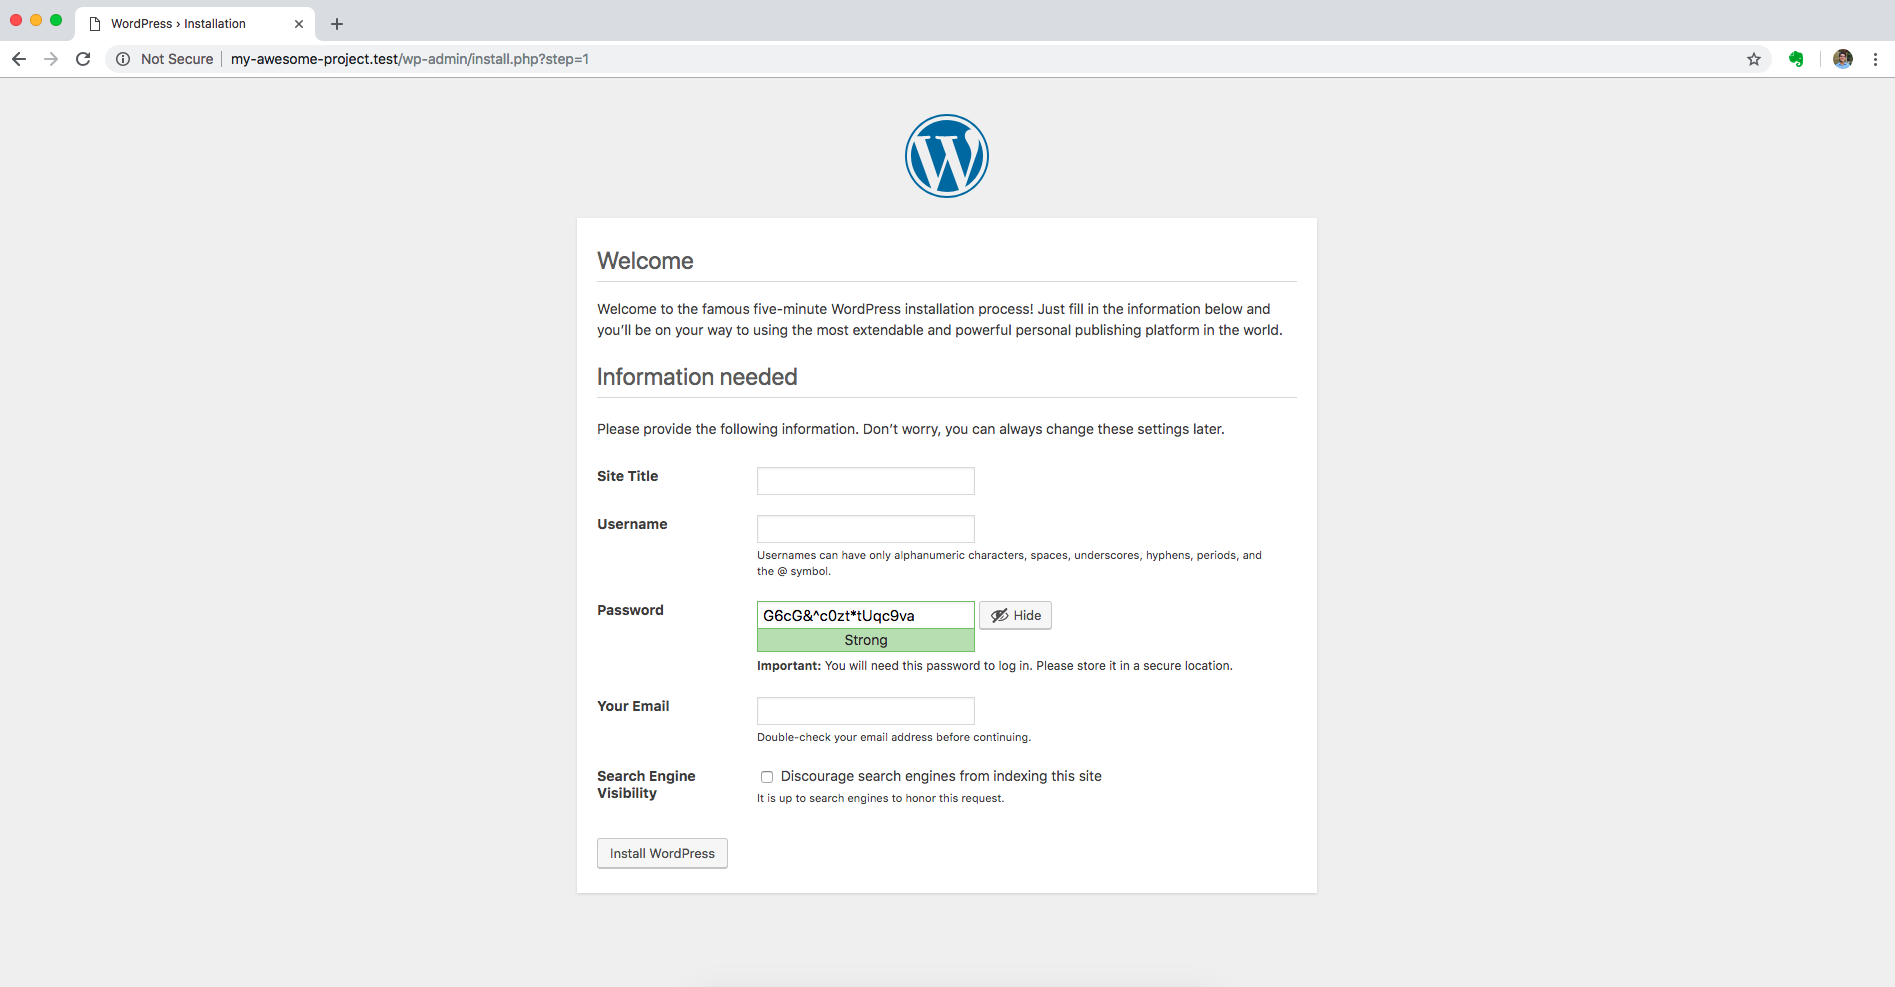 WordPress › Installation
Not Secure
my-awesome-project.test/wp-admin/install.php?step=1
Welcome
Welcome to the famous five-minute WordPress installation process! Just fill in the information below and
you’ll be on your way to using the most extendable and powerful personal publishing platform in the world.
Information needed
Please provide the following information. Don’t worry, you can always change these settings later.
Site Title
Username
Usernames can have only alphanumeric characters, spaces, underscores, hyphens, periods, and
the @ symbol.
Password
G6cG&^c0zt*tUqc9va
Hide
Strong
Important: You will need this password to log in. Please store it in a secure location.
Your Email
Double-check your email address before continuing.
Search Engine
Visibility
Discourage search engines from indexing this site
It is up to search engines to honor this request.
Install WordPress